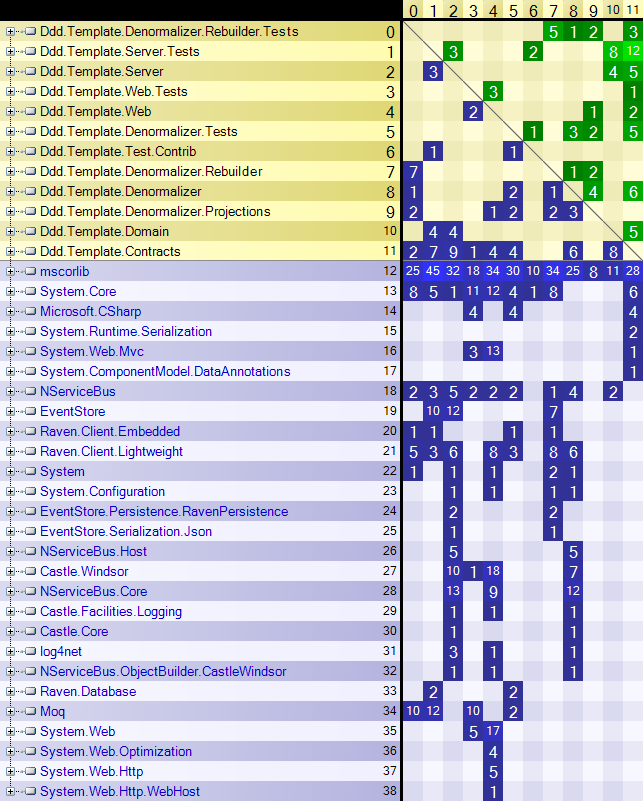 0 1 2 3 4 5 6 7 8 9 10 11
Ddd.Template.Denormalizer.Rebuilder.Tests 0 5 1 2 3
Ddd.Template.Server.Tests 1 3 2 8 12
Ddd.Template.Server 2 3 4 5
Ddd.Template.Web.Tests 3 3 1
Ddd.Template.Web 4 2 1 2
Ddd.Template.Denormalizer.Tests 5 1 3 2 5
Ddd.Template.Test.Contrib 6 1 1
Ddd.Template.Denormalizer.Rebuilder 7 7 1 2
Ddd.Template.Denormalizer 8 1 2 1 4 6
Ddd.Template.Denormalizer.Projections 9 2 1 2 2 3
Ddd.Template.Domain 10 4 4 5
Ddd.Template.Contracts 11 2 7 9 1 4 4 6 8
mscorlib 12 25 45 32 18 34 30 10 34 25 8 11 28
System.Core 13 8 5 1 11 12 4 1 8 6
Microsoft.CSharp 14 4 4 4
System.Runtime.Serialization 15 2
System.Web.Mvc 16 3 13 1
System.ComponentModel.DataAnnotations 17 1
NServiceBus 18 2 3 5 2 2 2 1 4 2
EventStore 19 10 12 7
Raven.Client.Embedded 20 1 1 1 1
Raven.Client.Lightweight 21 5 3 6 8 3 8 6
System 22 1 1 1 2 1
System.Configuration 23 1 1 1 1
EventStore.Persistence.RavenPersistence 24 2 2
EventStore.Serialization.Json 25 1 1
NServiceBus.Host 26 5 5
Castle.Windsor 27 10 1 18 7
NServiceBus.Core 28 13 9 12
Castle.Facilities.Logging 29 1 1 1
Castle.Core 30 1 1
log4net 31 3 1 1
NServiceBus.ObjectBuilder.CastleWindsor 32 1 1 1
Raven.Database 33 2 2
Moq 34 10 12 10 2
System.Web 35 5 17
System.Web.Optimization 36 4
System.Web.Http 37 5
System.Web.Http.WebHost 38 1